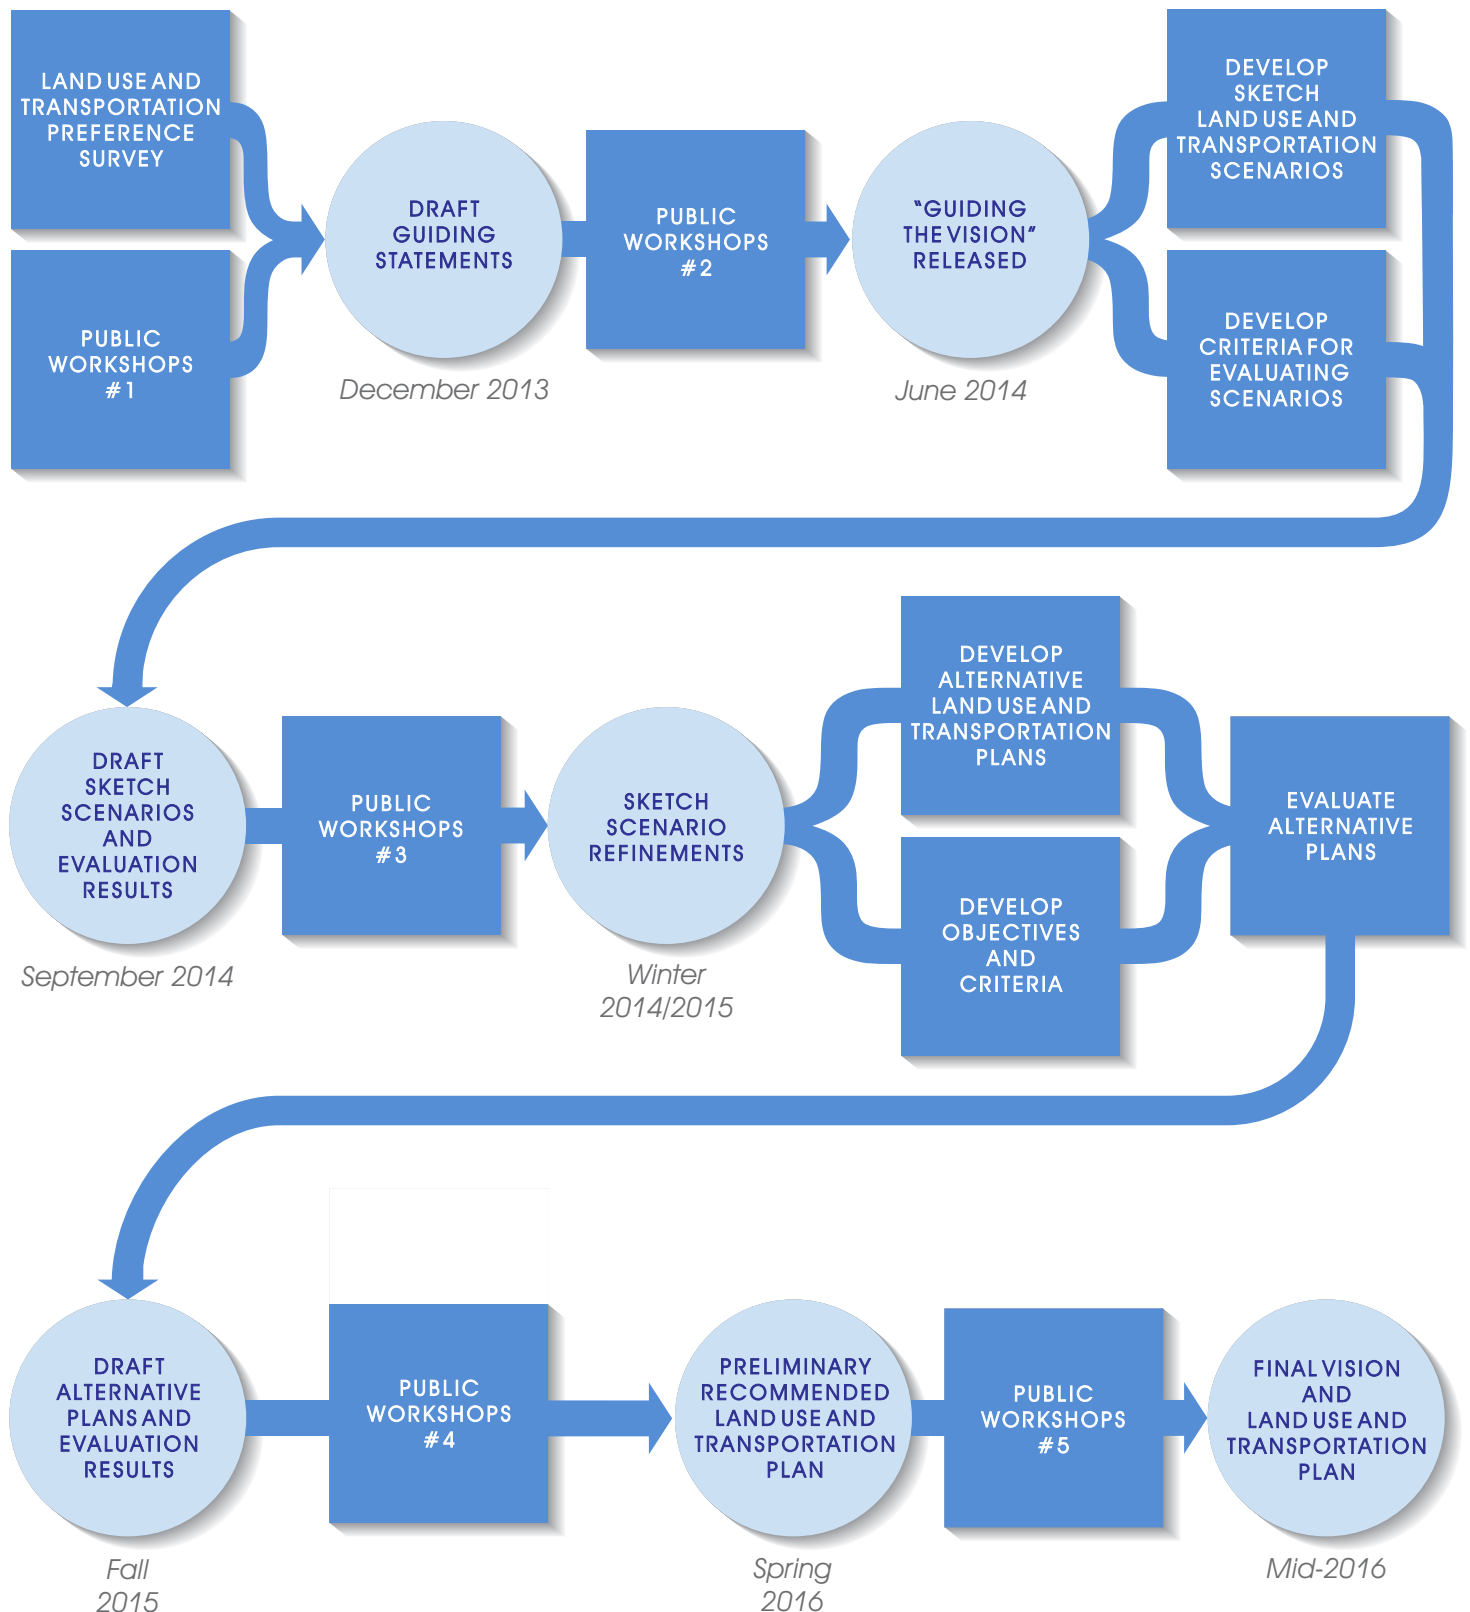 LAND USE AND
TRANSPORTATION
PREFERENCE
SURVEY
PUBLIC
WORKSHOPS
#1
DRAFT
GUIDING
STATEMENTS
December 2013
PUBLIC
WORKSHOPS
#2
"GUIDING
THE VISION"
RELEASED
June 2014
DEVELOP
SKETCH
LAND USE AND
TRANSPORTATION
SCENARIOS
DEVELOP
CRITERIA FOR
EVALUATING
SCENARIOS
DRAFT
SKETCH
SCENARIOS
AND
EVALUATION
RESULTS
September 2014
PUBLIC
WORKSHOPS
#3
SKETCH
SCENARIO
REFINEMENTS
Winter
2014/2015
DEVELOP
ALTERNATIVE
LAND USE AND
TRANSPORTATION
PLANS
DEVELOP
OBJECTIVES
AND
CRITERIA
EVALUATE
ALTERNATIVE
PLANS
DRAFT
ALTERNATIVE
PLANS AND
EVALUATION
RESULTS
Fall
2015
PUBLIC
WORKSHOPS
#4
PRELIMINARY
RECOMMENDED
LAND USE AND
TRANSPORTATION
PLAN
Spring
2016
PUBLIC
WORKSHOPS
#5
FINAL VISION
AND
LAND USE AND
TRANSPORTATION
PLAN
Mid-2016